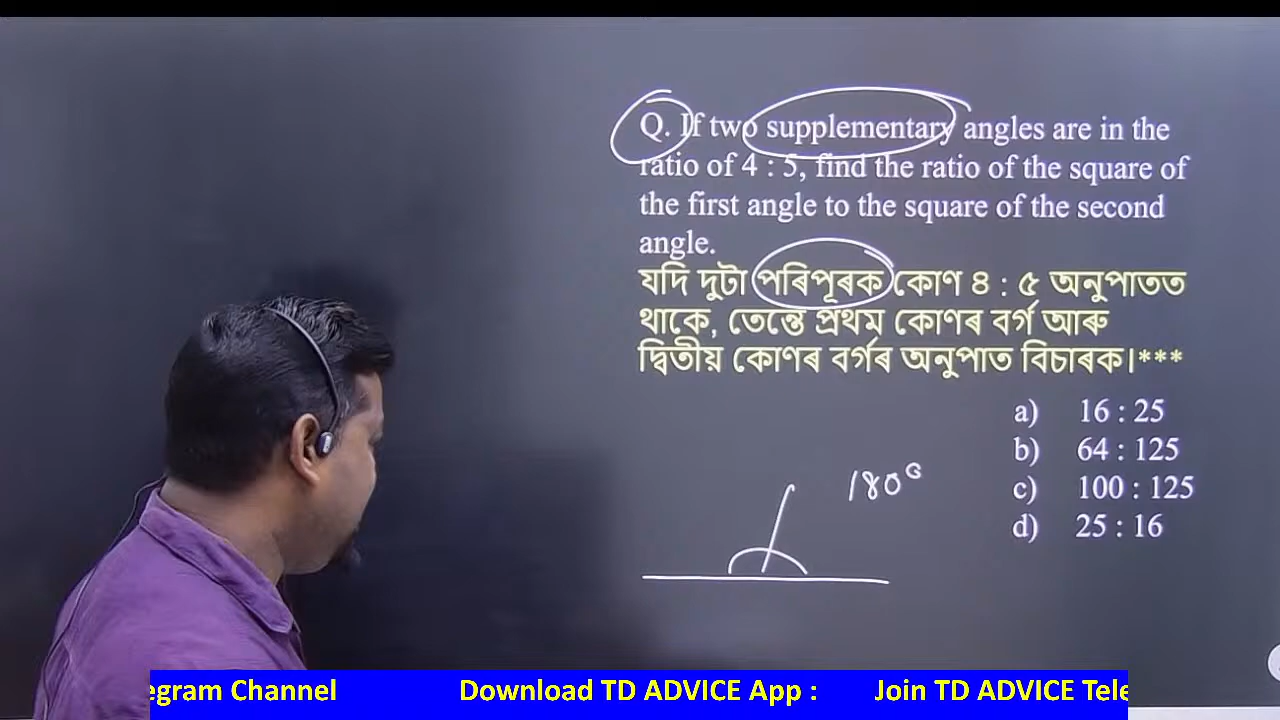 Q. If two supplementary angles are in the
ratio of 4 : 5, find the ratio of the square of
the first angle to the square of the second
angle.
যদি দুটা পৰিপূৰক কোণ ৪ : ৫ অনুপাতত
থাকে, তেন্তে প্ৰথম কোণৰ বৰ্গ আৰু
দ্বিতীয় কোণৰ বৰ্গৰ অনুপাত বিচাৰক।***
a) 16 : 25
b) 64 : 125
c) 100 : 125
d) 25 : 16
180°
egram Channel Download TD ADVICE App : Join TD ADVICE Tele